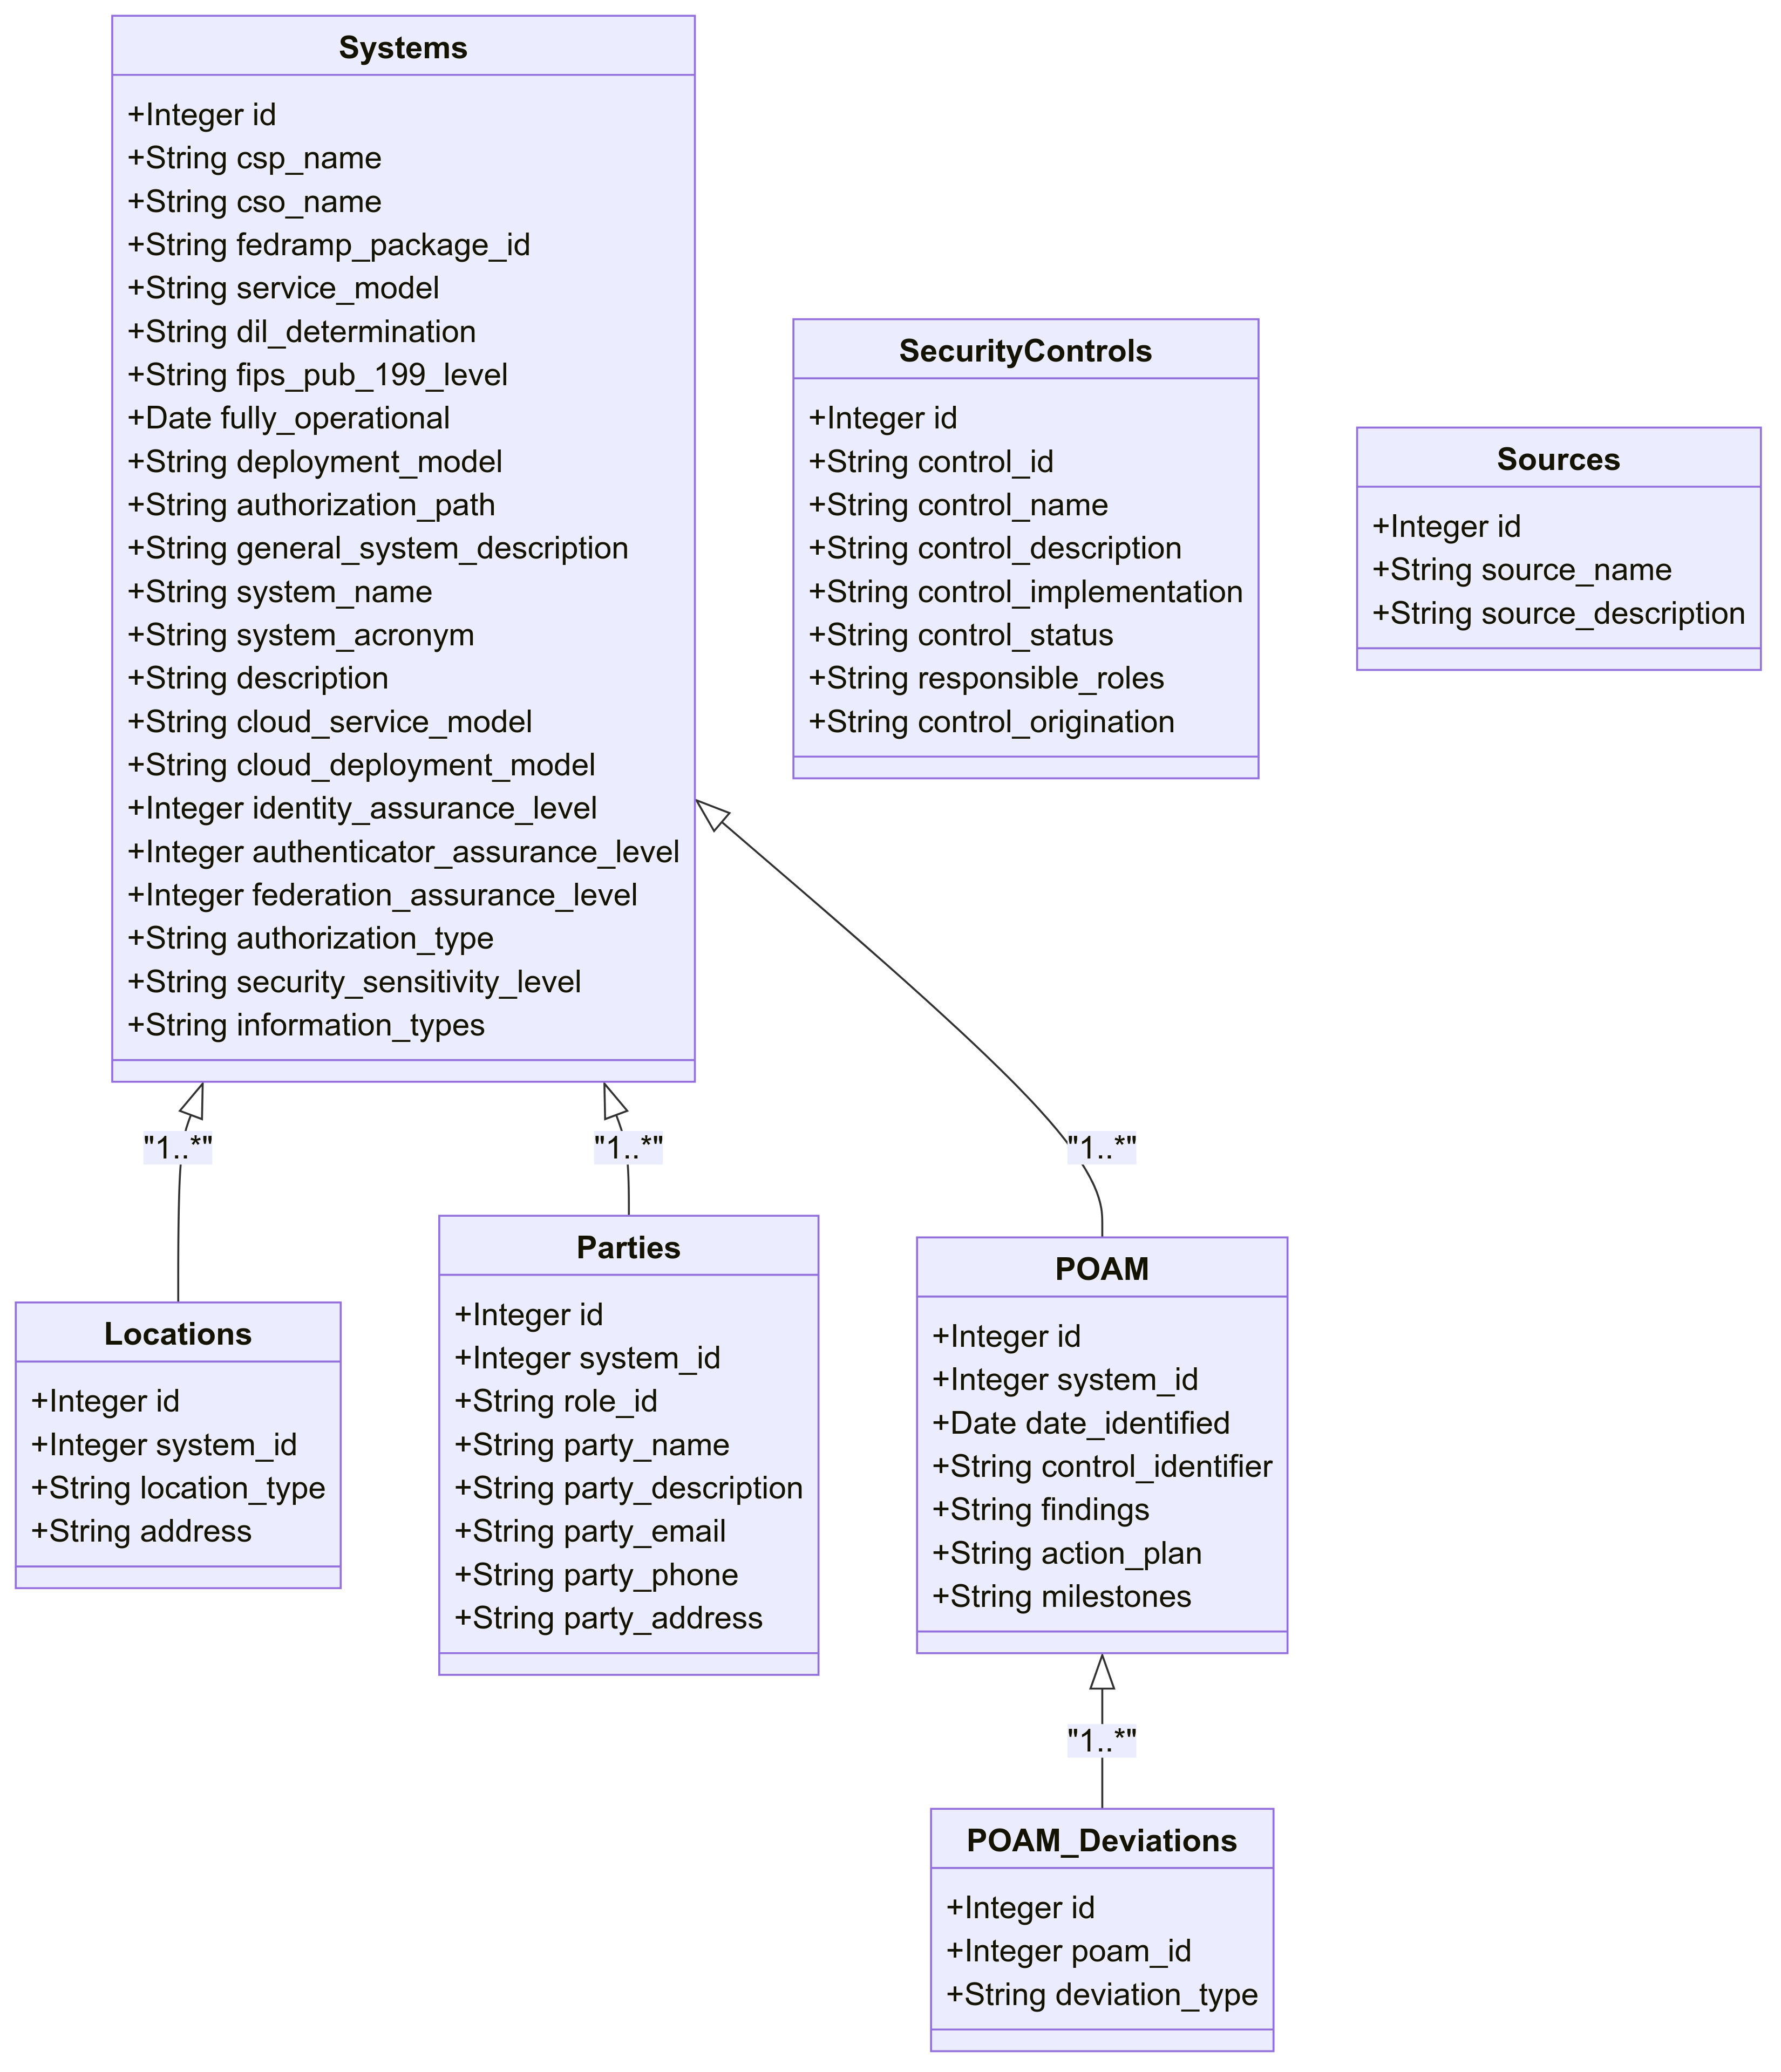 Systems
+Integer id
+String csp_name
+String cso_name
+String fedramp_package_id
+String service_model
+String dil_determination
+String fips_pub_199_level
+Date fully_operational
+String deployment_model
+String authorization_path
+String general_system_description
+String system_name
+String system_acronym
+String description
+String cloud_service_model
+String cloud_deployment_model
+Integer identity_assurance_level
+Integer authenticator_assurance_level
+Integer federation_assurance_level
+String authorization_type
+String security_sensitivity_level
+String information_types
SecurityControls
+Integer id
+String control_id
+String control_name
+String control_description
+String control_implementation
+String control_status
+String responsible_roles
+String control_origination
Sources
+Integer id
+String source_name
+String source_description
"1..*"
"1..*"
"1..*"
Locations
+Integer id
+Integer system_id
+String location_type
+String address
Parties
+Integer id
+Integer system_id
+String role_id
+String party_name
+String party_description
+String party_email
+String party_phone
+String party_address
POAM
+Integer id
+Integer system_id
+Date date_identified
+String control_identifier
+String findings
+String action_plan
+String milestones
"1..*"
POAM_Deviations
+Integer id
+Integer poam_id
+String deviation_type